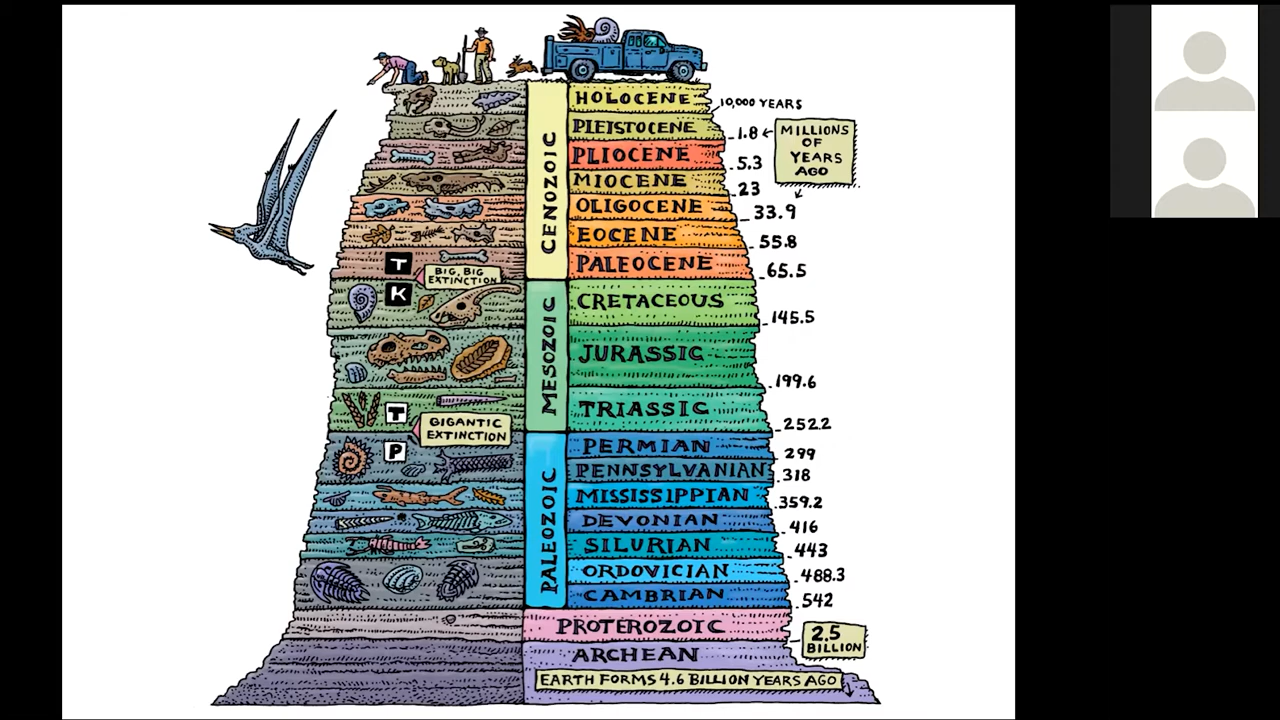 HOLOCENE
10,000 YEARS
PLEISTOCENE
1.8
MILLIONS
OF
YEARS
AGO
PLIOCENE
5.3
MIOCENE
23
OLIGOCENE
33.9
EOCENE
55.8
PALEOCENE
65.5
CENOZOIC
T
BIG, BIG
EXTINCTION
K
CRETACEOUS
145.5
JURASSIC
199.6
TRIASSIC
252.2
MESOZOIC
T
GIGANTIC
EXTINCTION
P
PERMIAN
299
PENNSYLVANIAN
318
MISSISSIPPIAN
359.2
DEVONIAN
416
SILURIAN
443
ORDOVICIAN
488.3
CAMBRIAN
542
PALEOZOIC
PROTEROZOIC
2.5
BILLION
ARCHEAN
EARTH FORMS 4.6 BILLION YEARS AGO